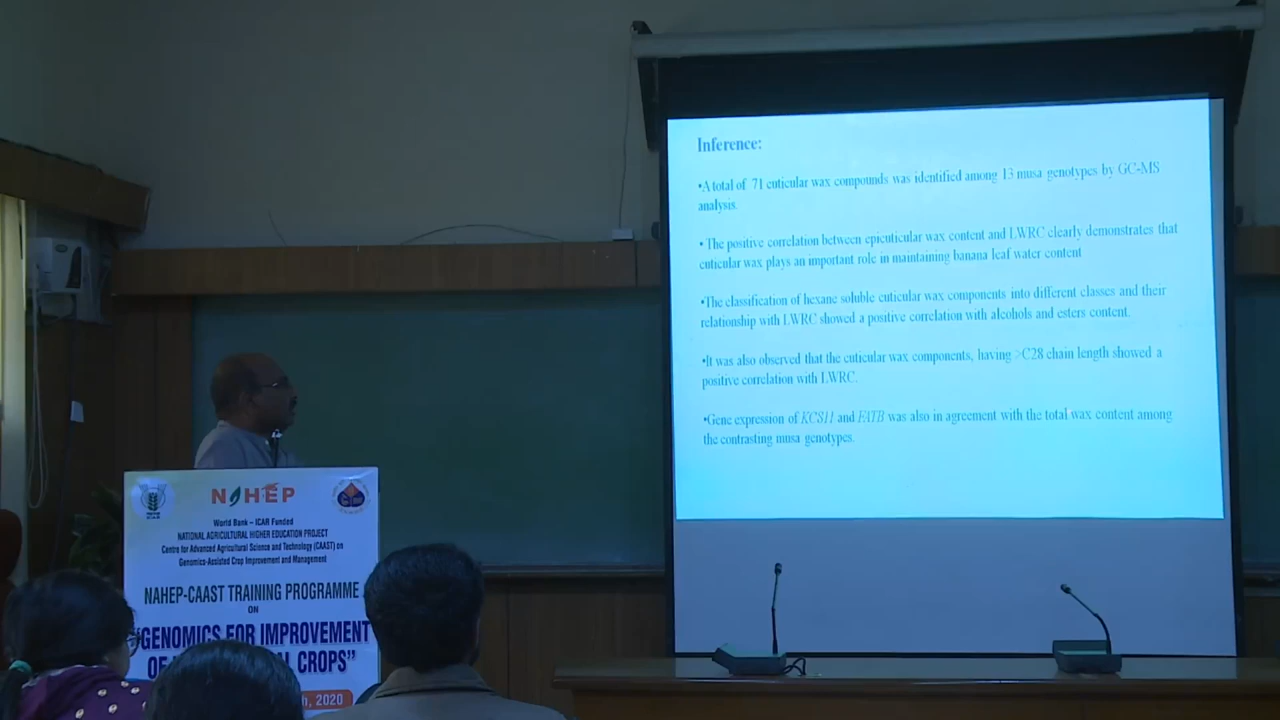 Inference:
•A total of 71 cuticular wax compounds was identified among 13 musa genotypes by GC-MS
analysis.
• The positive correlation between epicuticular wax content and LWRC clearly demonstrates that
cuticular wax plays an important role in maintaining banana leaf water content
•The classification of hexane soluble cuticular wax components into different classes and their
relationship with LWRC showed a positive correlation with alcohols and esters content.
•It was also observed that the cuticular wax components, having >C28 chain length showed a
positive correlation with LWRC.
•Gene expression of KCS11 and FATB was also in agreement with the total wax content among
the contrasting musa genotypes.
NAHEP
World Bank – ICAR Funded
NATIONAL AGRICULTURAL HIGHER EDUCATION PROJECT
Centre for Advanced Agricultural Science and Technology (CAAST) on
Genomics-Assisted Crop Improvement and Management
NAHEP-CAAST TRAINING PROGRAMME
ON
"GENOMICS FOR IMPROVEMENT
OF CROPS"
, 2020